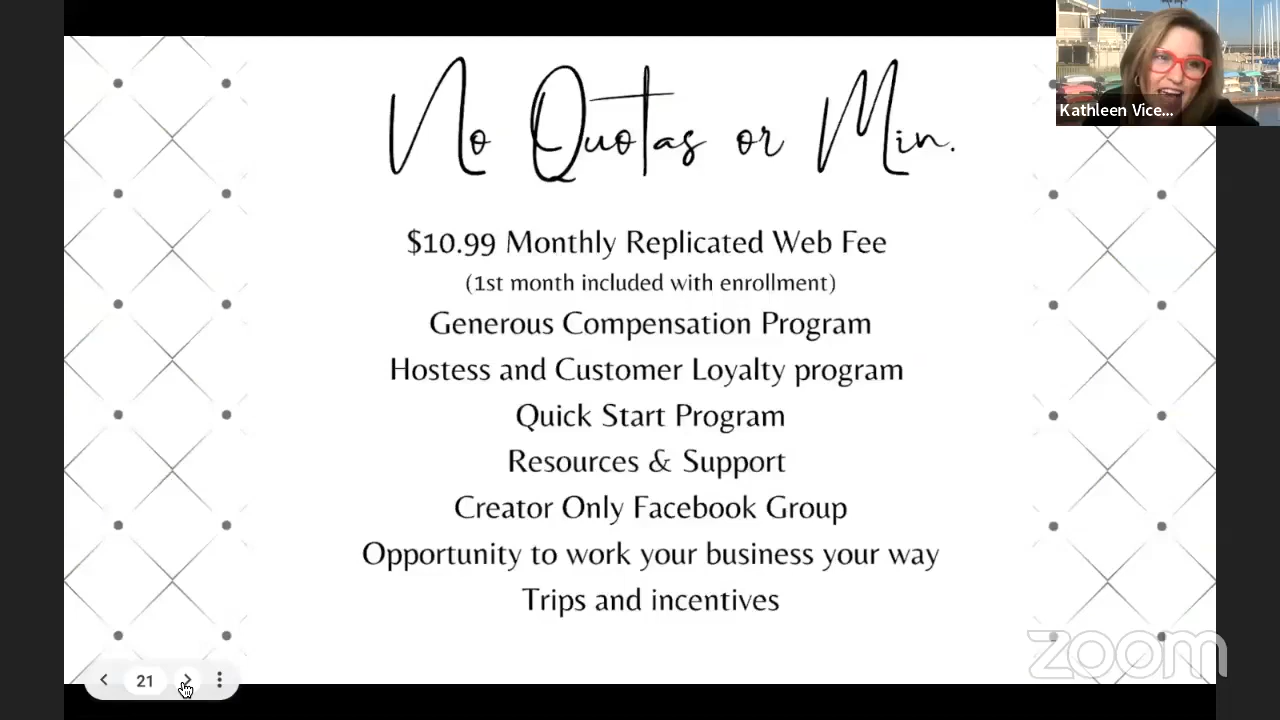 No Quotas or Min.
Kathleen Vice...
$10.99 Monthly Replicated Web Fee
(1st month included with enrollment)
Generous Compensation Program
Hostess and Customer Loyalty program
Quick Start Program
Resources & Support
Creator Only Facebook Group
Opportunity to work your business your way
Trips and incentives
zoom
21